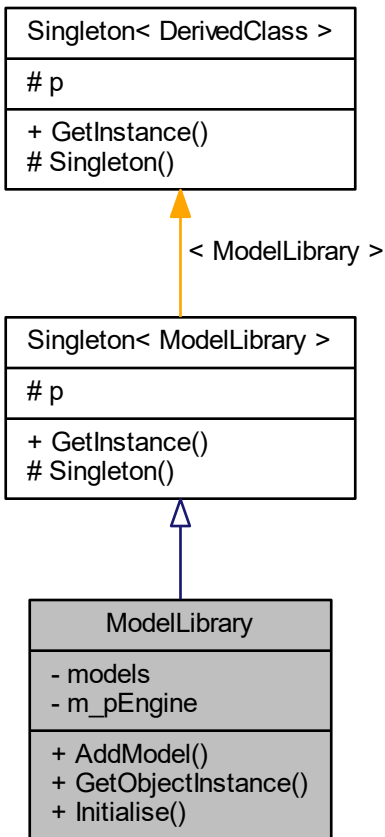 Singleton< DerivedClass >
# p
+ GetInstance()
# Singleton()
< ModelLibrary >
Singleton< ModelLibrary >
# p
+ GetInstance()
# Singleton()
ModelLibrary
- models
- m_pEngine
+ AddModel()
+ GetObjectInstance()
+ Initialise()